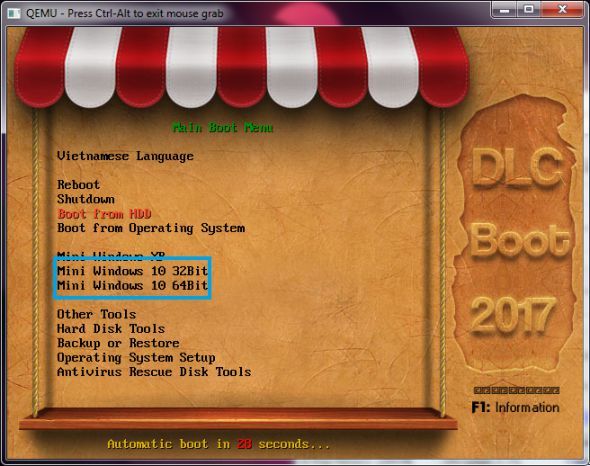 QEMU - Press Ctrl-Alt to exit mouse grab
Main Boot Menu
Vietnamese Language
Reboot
Shutdown
Boot from HDD
Boot from Operating System
Mini Windows XP
Mini Windows 10 32Bit
Mini Windows 10 64Bit
Other Tools
Hard Disk Tools
Backup or Restore
Operating System Setup
Antivirus Rescue Disk Tools
Automatic boot in 28 seconds...
DLC
Boot
2017
F1: Information